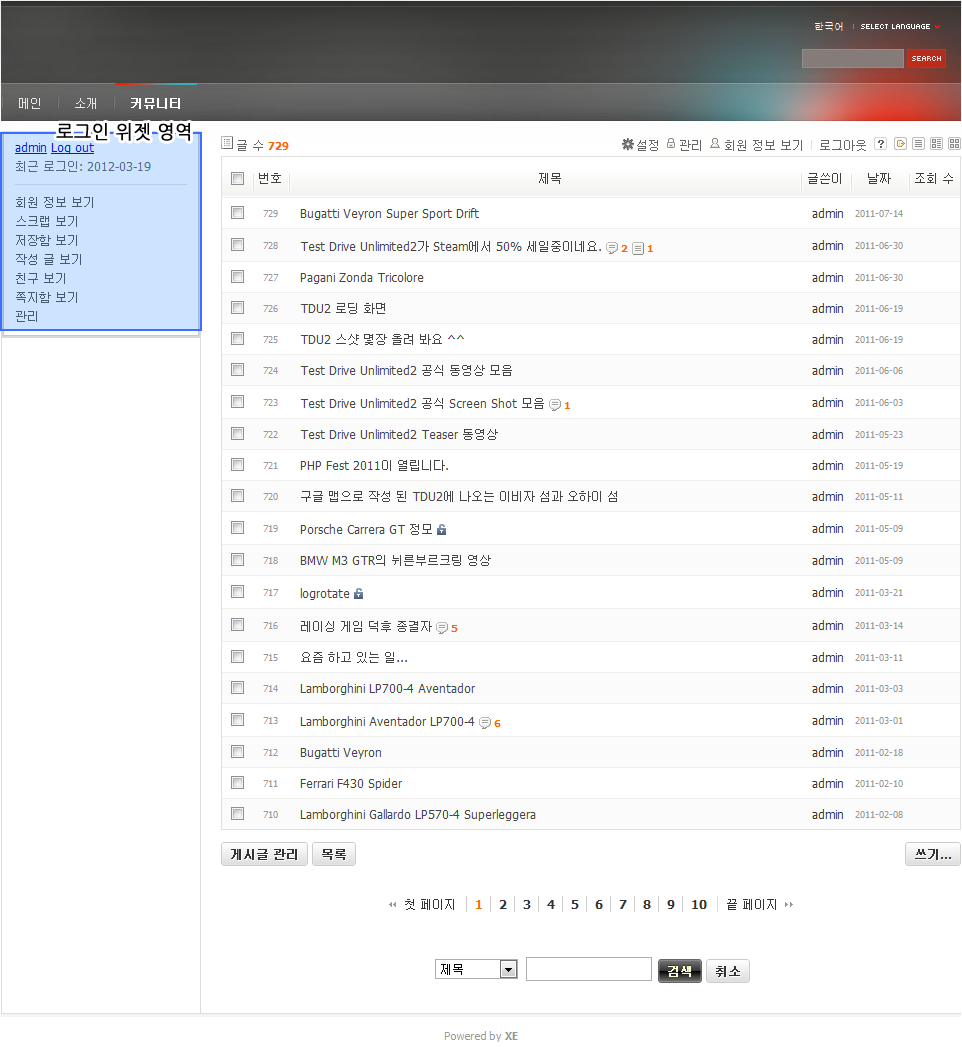 한국어 SELECT LANGUAGE
SEARCH
메인 소개 커뮤니티
로그인 위젯 영역
admin Log out
최근 로그인: 2012-03-19
회원 정보 보기
스크랩 보기
저장함 보기
작성 글 보기
친구 보기
쪽지함 보기
관리
글 수 729 설정 관리 회원 정보 보기 로그아웃 ?
번호 제목 글쓴이 날짜 조회 수
729 Bugatti Veyron Super Sport Drift admin 2011-07-14
728 Test Drive Unlimited2가 Steam에서 50% 세일중이네요. 2 1 admin 2011-06-30
727 Pagani Zonda Tricolore admin 2011-06-30
726 TDU2 로딩 화면 admin 2011-06-19
725 TDU2 스샷 몇장 올려 봐요 ^^ admin 2011-06-19
724 Test Drive Unlimited2 공식 동영상 모음 admin 2011-06-06
723 Test Drive Unlimited2 공식 Screen Shot 모음 1 admin 2011-06-03
722 Test Drive Unlimited2 Teaser 동영상 admin 2011-05-23
721 PHP Fest 2011이 열립니다. admin 2011-05-19
720 구글 맵으로 작성 된 TDU2에 나오는 이비자 섬과 오하이 섬 admin 2011-05-11
719 Porsche Carrera GT 정모 admin 2011-05-09
718 BMW M3 GTR의 뉘른부르크링 영상 admin 2011-05-09
717 logrotate admin 2011-03-21
716 레이싱 게임 덕후 종결자 5 admin 2011-03-14
715 요즘 하고 있는 일... admin 2011-03-11
714 Lamborghini LP700-4 Aventador admin 2011-03-03
713 Lamborghini Aventador LP700-4 6 admin 2011-03-01
712 Bugatti Veyron admin 2011-02-18
711 Ferrari F430 Spider admin 2011-02-10
710 Lamborghini Gallardo LP570-4 Superleggera admin 2011-02-08
게시글 관리 목록 쓰기...
첫 페이지 1 2 3 4 5 6 7 8 9 10 끝 페이지
제목 검색 취소
Powered by XE